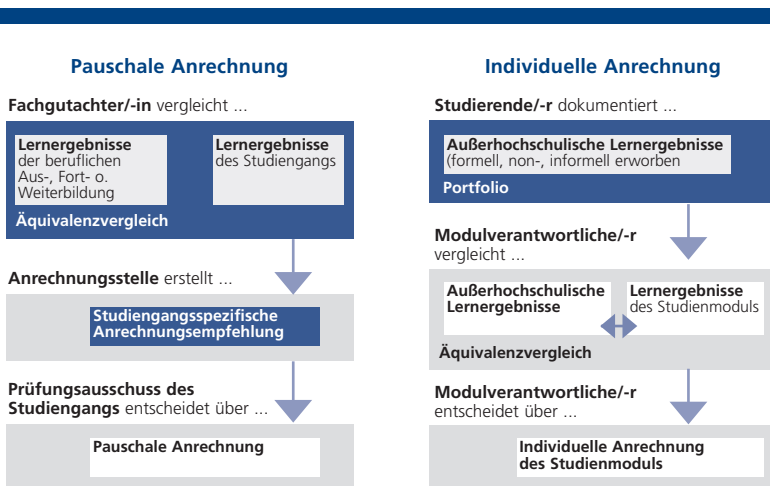 Pauschale Anrechnung
Fachgutachter/-in vergleicht ...
Lernergebnisse
der beruflichen
Aus-, Fort- o.
Weiterbildung
Lernergebnisse
des Studiengangs
Äquivalenzvergleich
Anrechnungsstelle erstellt ...
Studiengangsspezifische
Anrechnungsempfehlung
Prüfungsausschuss des
Studiengangs entscheidet über ...
Pauschale Anrechnung
Individuelle Anrechnung
Studierende/-r dokumentiert ...
Außerhochschulische Lernergebnisse
(formell, non-, informell erworben
Portfolio
Modulverantwortliche/-r
vergleicht ...
Außerhochschulische
Lernergebnisse
Lernergebnisse
des Studienmoduls
Äquivalenzvergleich
Modulverantwortliche/-r
entscheidet über ...
Individuelle Anrechnung
des Studienmoduls